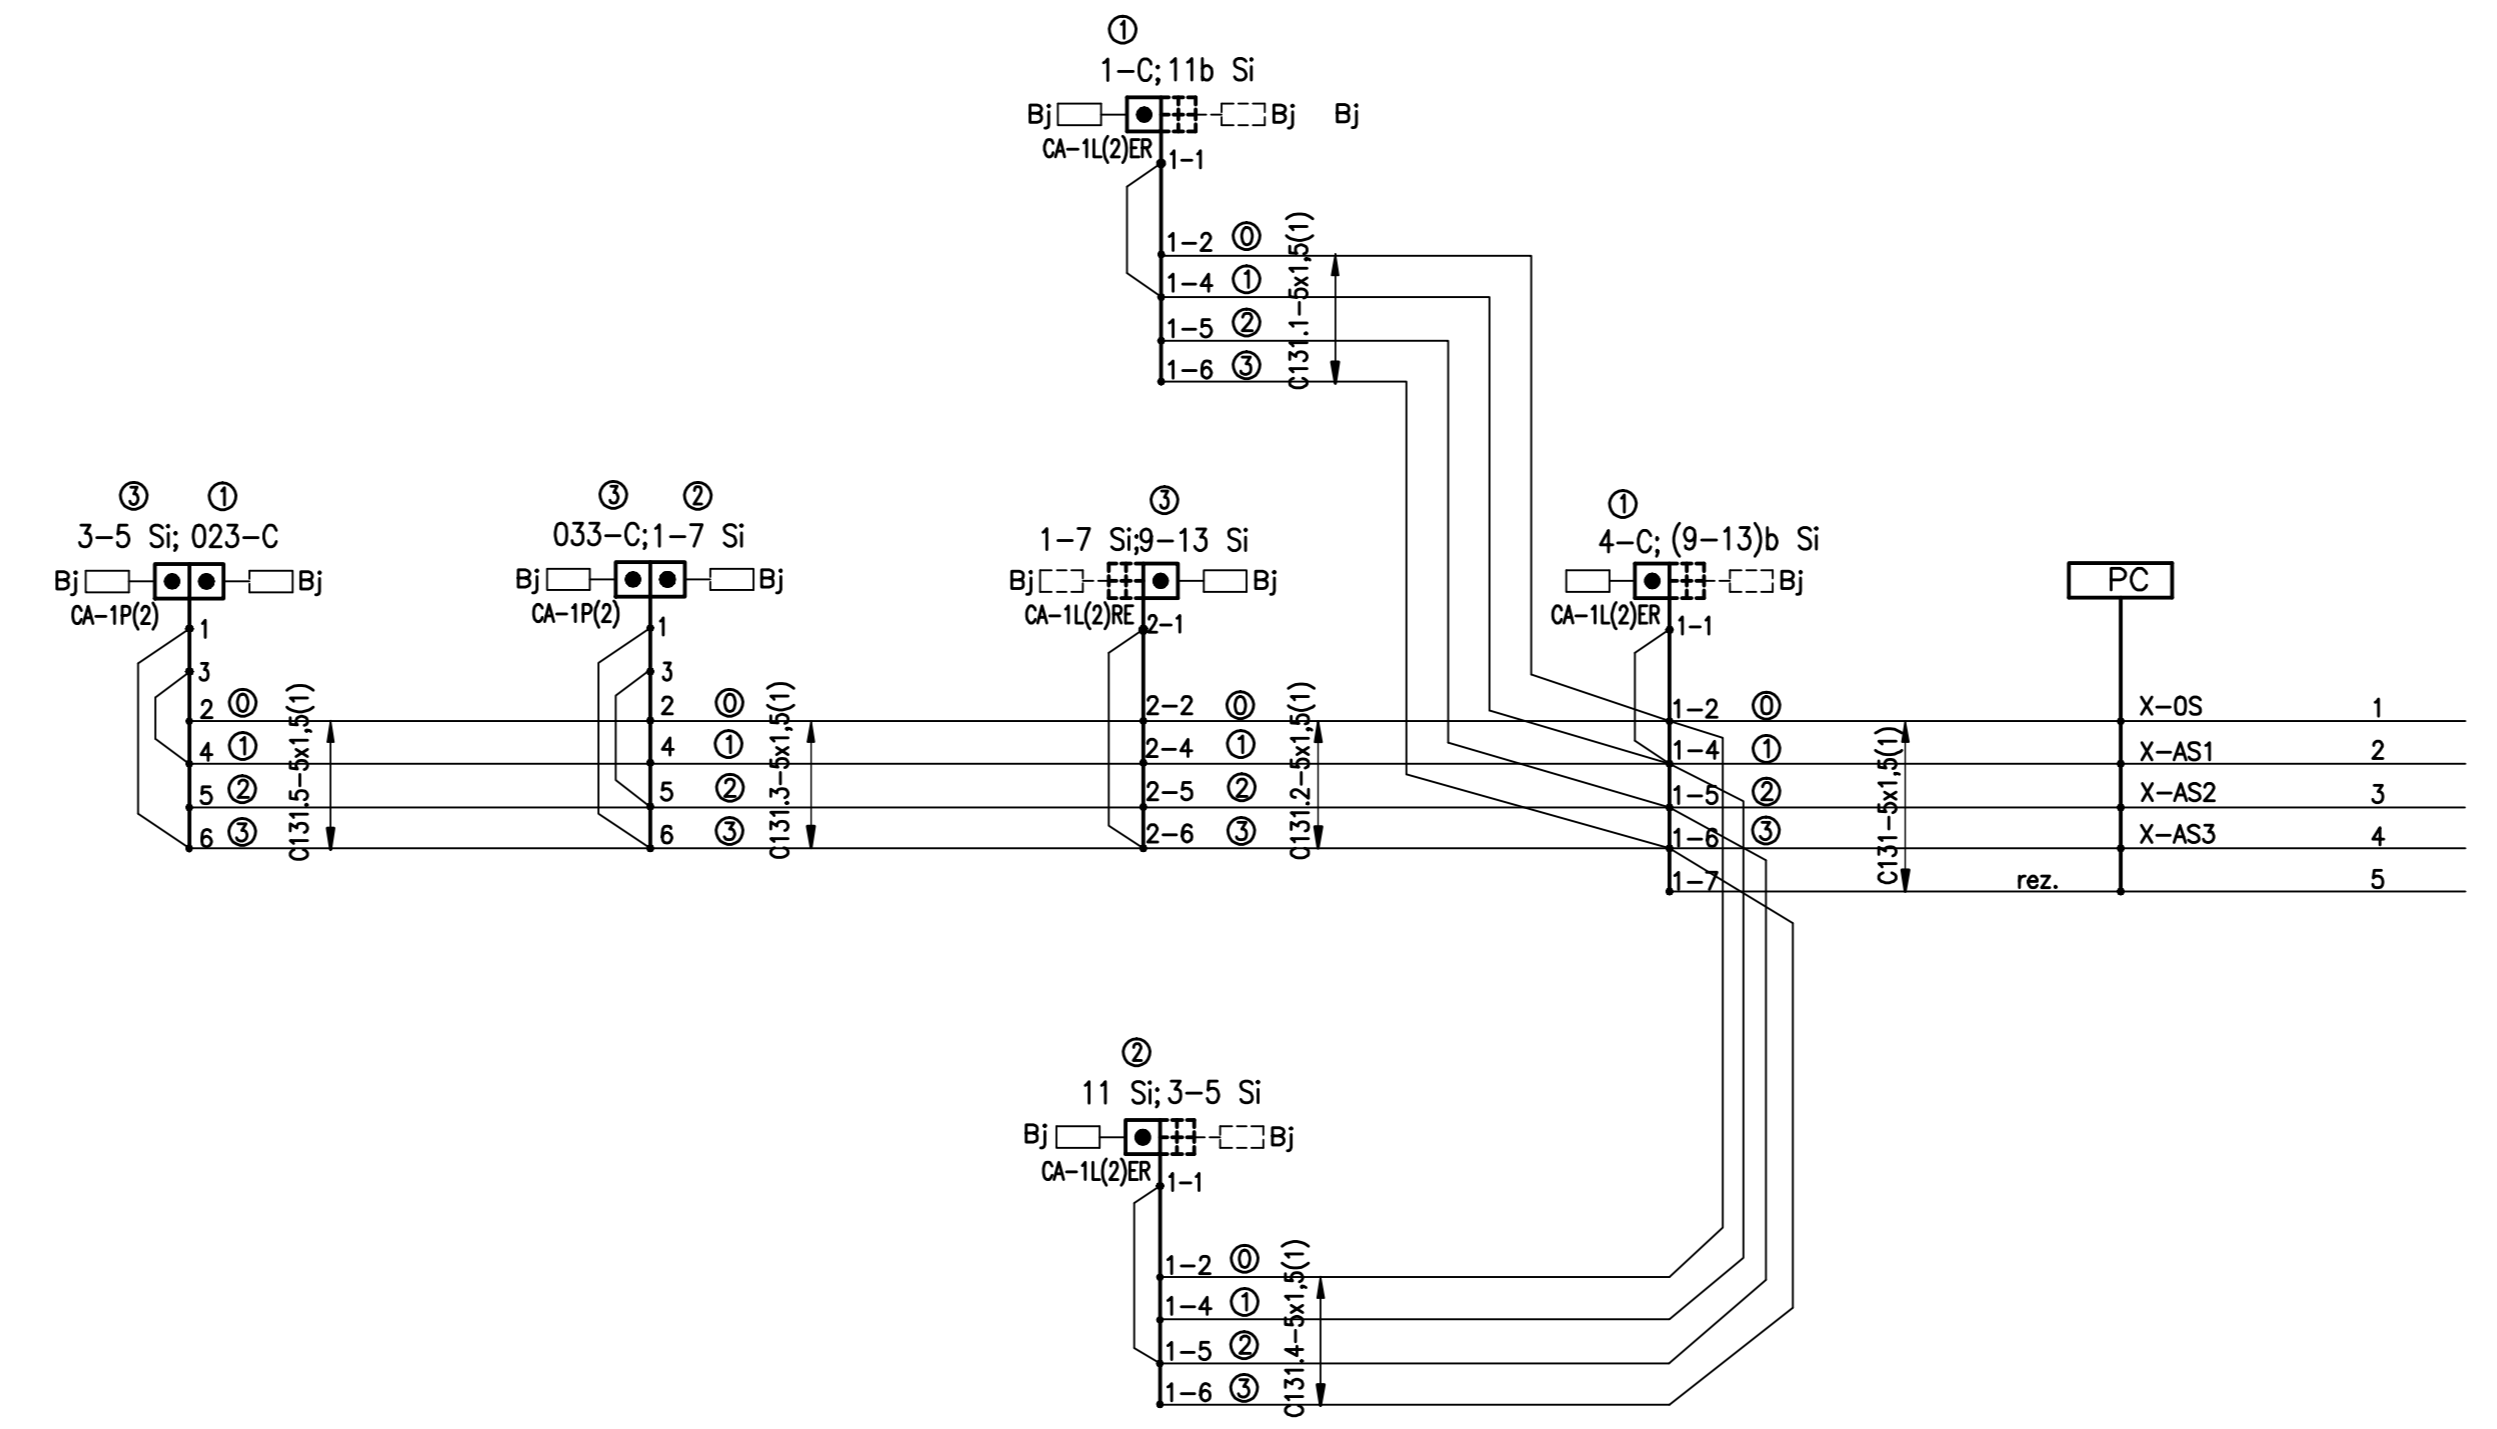 ①
1-C; 11b Si
Bj Bj Bj
CA-1L(2)ER
1-1
1-2 ⓪
1-4 ①
1-5 ②
1-6 ③
C131.1-5x1,5(1)
③ ①
3-5 Si; 023-C
Bj Bj
CA-1P(2)
1
3
2 ⓪
4 ①
5 ②
6 ③
C131.5-5x1,5(1)
③ ②
033-C; 1-7 Si
Bj Bj
CA-1P(2)
1
3
2 ⓪
4 ①
5 ②
6 ③
C131.3-5x1,5(1)
③
1-7 Si; 9-13 Si
Bj Bj
CA-1L(2)RE
2-1
2-2 ⓪
2-4 ①
2-5 ②
2-6 ③
C131.2-5x1,5(1)
①
4-C; (9-13)b Si
Bj
CA-1L(2)ER
1-1
1-2 ⓪
1-4 ①
1-5 ②
1-6 ③
1-7
C131-5x1,5(1)
PC
X-OS 1
X-AS1 2
X-AS2 3
X-AS3 4
rez. 5
②
11 Si; 3-5 Si
Bj Bj
CA-1L(2)ER
1-1
1-2 ⓪
1-4 ①
1-5 ②
1-6 ③
C131.4-5x1,5(1)